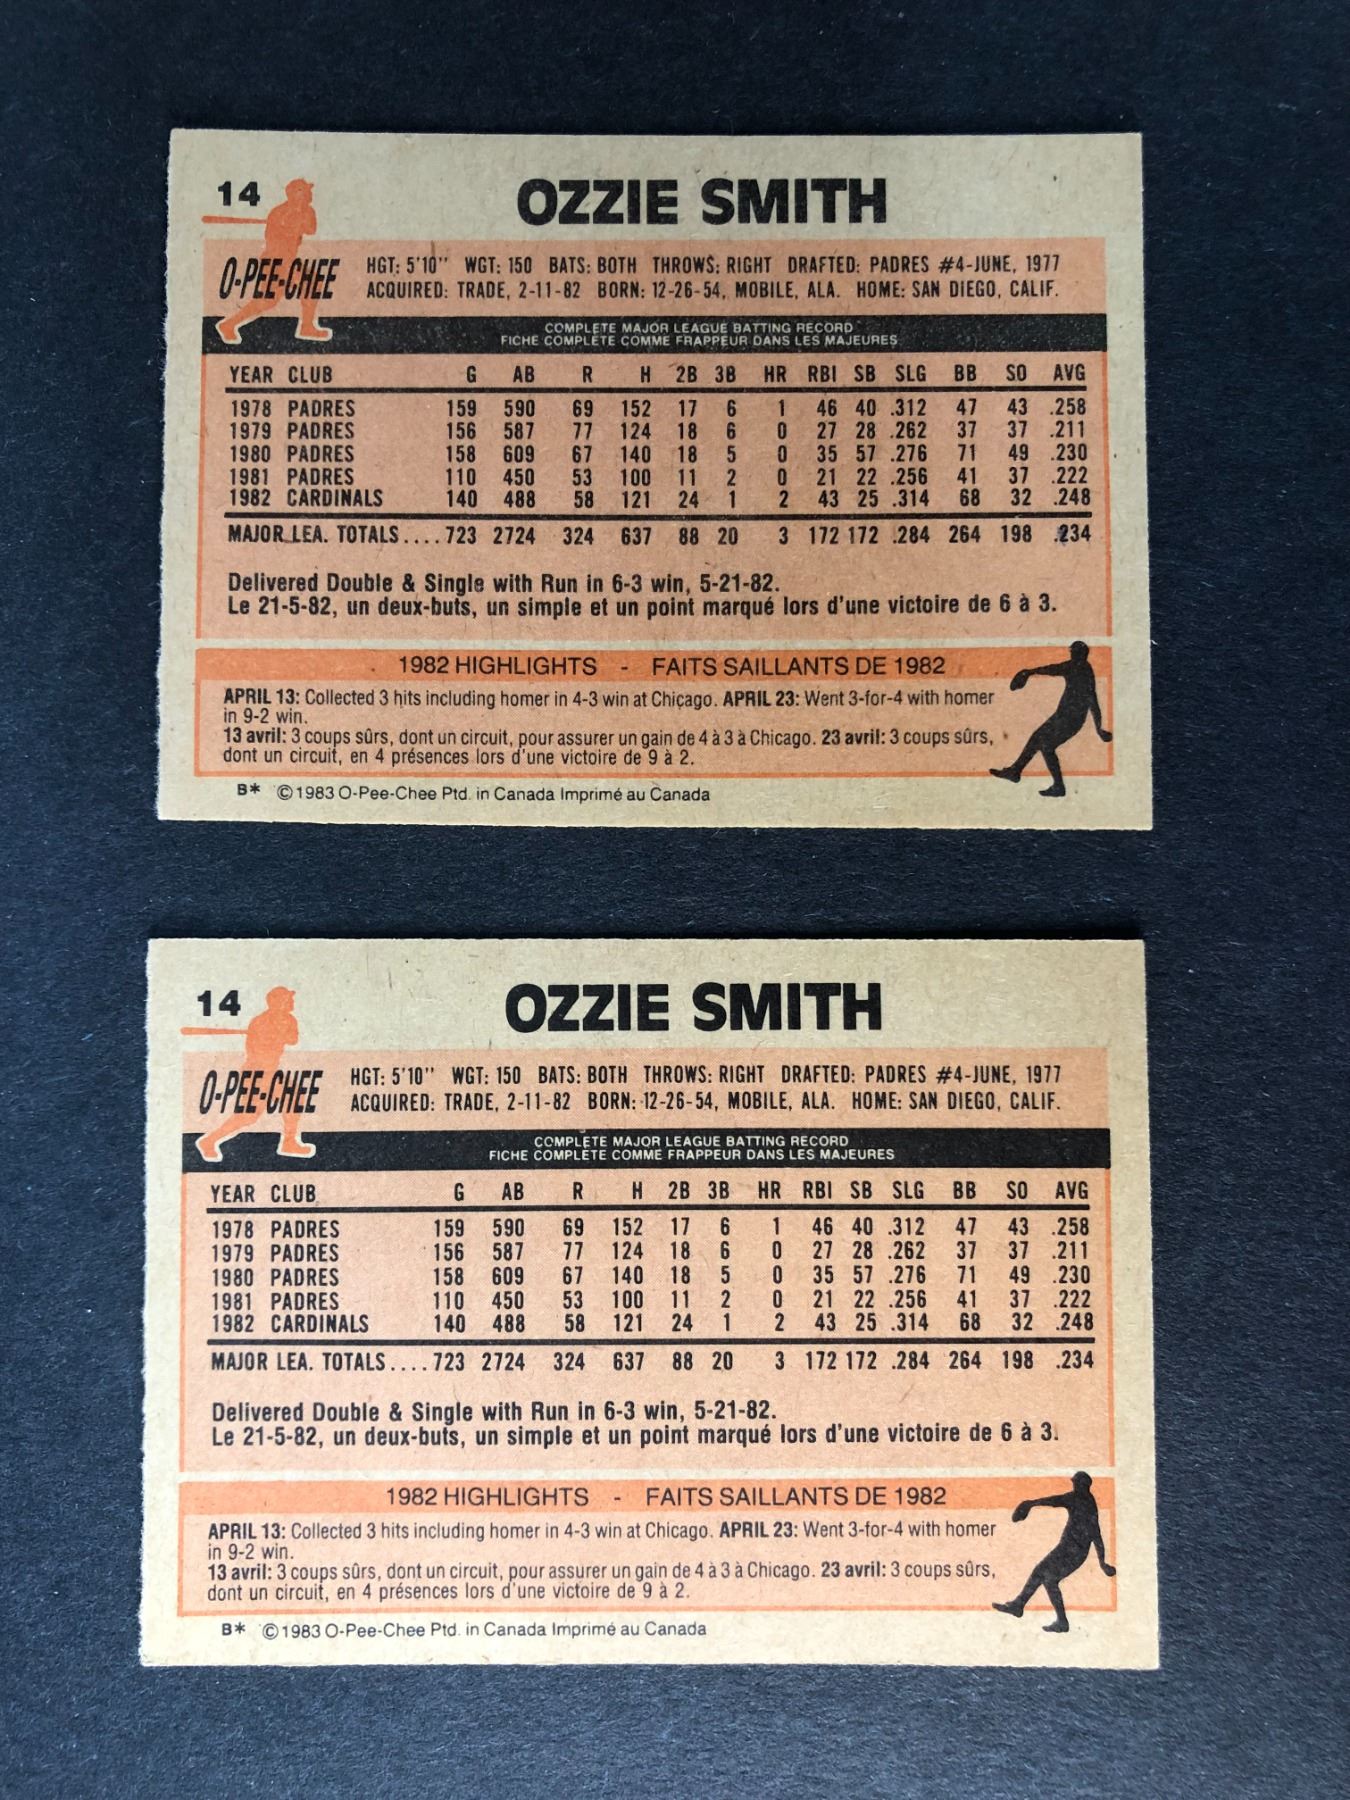 14
OZZIE SMITH
O-PEE-CHEE
HGT: 5'10" WGT: 150 BATS: BOTH THROWS: RIGHT DRAFTED: PADRES #4-JUNE, 1977
ACQUIRED: TRADE, 2-11-82 BORN: 12-26-54, MOBILE, ALA. HOME: SAN DIEGO, CALIF.
COMPLETE MAJOR LEAGUE BATTING RECORD
FICHE COMPLÈTE COMME FRAPPEUR DANS LES MAJEURES
YEAR CLUB G AB R H 2B 3B HR RBI SB SLG BB SO AVG
1978 PADRES 159 590 69 152 17 6 1 46 40 .312 47 43 .258
1979 PADRES 156 587 77 124 18 6 0 27 28 .262 37 37 .211
1980 PADRES 158 609 67 140 18 5 0 35 57 .276 71 49 .230
1981 PADRES 110 450 53 100 11 2 0 21 22 .256 41 37 .222
1982 CARDINALS 140 488 58 121 24 1 2 43 25 .314 68 32 .248
MAJOR LEA. TOTALS....723 2724 324 637 88 20 3 172 172 .284 264 198 .234
Delivered Double & Single with Run in 6-3 win, 5-21-82.
Le 21-5-82, un deux-buts, un simple et un point marqué lors d'une victoire de 6 à 3.
1982 HIGHLIGHTS - FAITS SAILLANTS DE 1982
APRIL 13: Collected 3 hits including homer in 4-3 win at Chicago. APRIL 23: Went 3-for-4 with homer
in 9-2 win.
13 avril: 3 coups sûrs, dont un circuit, pour assurer un gain de 4 à 3 à Chicago. 23 avril: 3 coups sûrs,
dont un circuit, en 4 présences lors d'une victoire de 9 à 2.
B* ©1983 O-Pee-Chee Ptd. in Canada Imprimé au Canada
14
OZZIE SMITH
O-PEE-CHEE
HGT: 5'10" WGT: 150 BATS: BOTH THROWS: RIGHT DRAFTED: PADRES #4-JUNE, 1977
ACQUIRED: TRADE, 2-11-82 BORN: 12-26-54, MOBILE, ALA. HOME: SAN DIEGO, CALIF.
COMPLETE MAJOR LEAGUE BATTING RECORD
FICHE COMPLÈTE COMME FRAPPEUR DANS LES MAJEURES
YEAR CLUB G AB R H 2B 3B HR RBI SB SLG BB SO AVG
1978 PADRES 159 590 69 152 17 6 1 46 40 .312 47 43 .258
1979 PADRES 156 587 77 124 18 6 0 27 28 .262 37 37 .211
1980 PADRES 158 609 67 140 18 5 0 35 57 .276 71 49 .230
1981 PADRES 110 450 53 100 11 2 0 21 22 .256 41 37 .222
1982 CARDINALS 140 488 58 121 24 1 2 43 25 .314 68 32 .248
MAJOR LEA. TOTALS....723 2724 324 637 88 20 3 172 172 .284 264 198 .234
Delivered Double & Single with Run in 6-3 win, 5-21-82.
Le 21-5-82, un deux-buts, un simple et un point marqué lors d'une victoire de 6 à 3.
1982 HIGHLIGHTS - FAITS SAILLANTS DE 1982
APRIL 13: Collected 3 hits including homer in 4-3 win at Chicago. APRIL 23: Went 3-for-4 with homer
in 9-2 win.
13 avril: 3 coups sûrs, dont un circuit, pour assurer un gain de 4 à 3 à Chicago. 23 avril: 3 coups sûrs,
dont un circuit, en 4 présences lors d'une victoire de 9 à 2.
B* ©1983 O-Pee-Chee Ptd. in Canada Imprimé au Canada